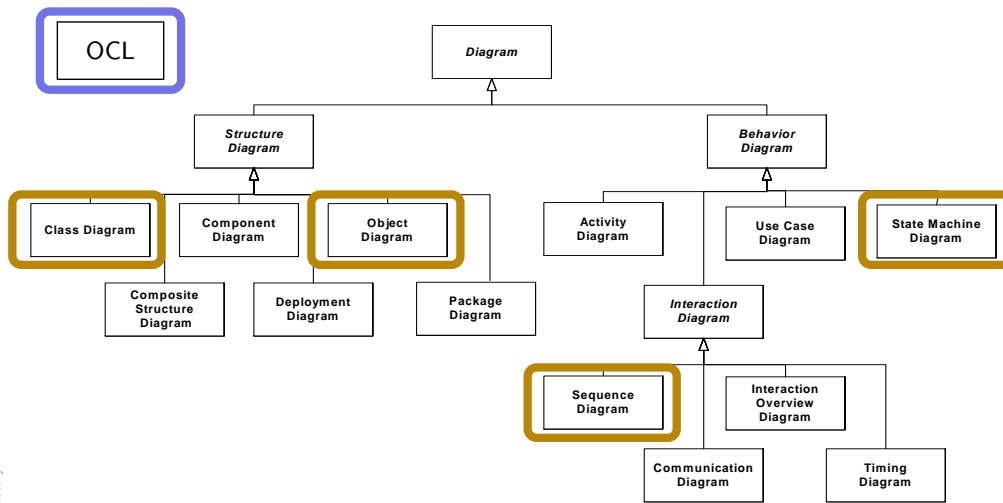 OCL
Diagram
Structure
Diagram
Behavior
Diagram
Class Diagram
Component
Diagram
Object
Diagram
Activity
Diagram
Use Case
Diagram
State Machine
Diagram
Composite
Structure
Diagram
Deployment
Diagram
Package
Diagram
Interaction
Diagram
Sequence
Diagram
Interaction
Overview
Diagram
Communication
Diagram
Timing
Diagram